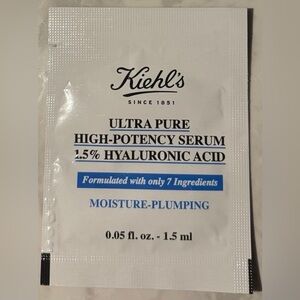 Kiehl's
SINCE 1851
ULTRA PURE
HIGH-POTENCY SERUM
1.5% HYALURONIC ACID
Formulated with only 7 Ingredients
MOISTURE-PLUMPING
0.05 fl. oz. - 1.5 ml